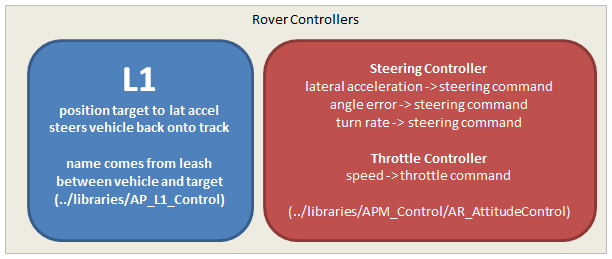 Rover Controllers
L1
position target to lat accel
steers vehicle back onto track
name comes from leash
between vehicle and target
(../libraries/AP_L1_Control)
Steering Controller
lateral acceleration -> steering command
angle error -> steering command
turn rate -> steering command
Throttle Controller
speed -> throttle command
(../libraries/APM_Control/AR_AttitudeControl)